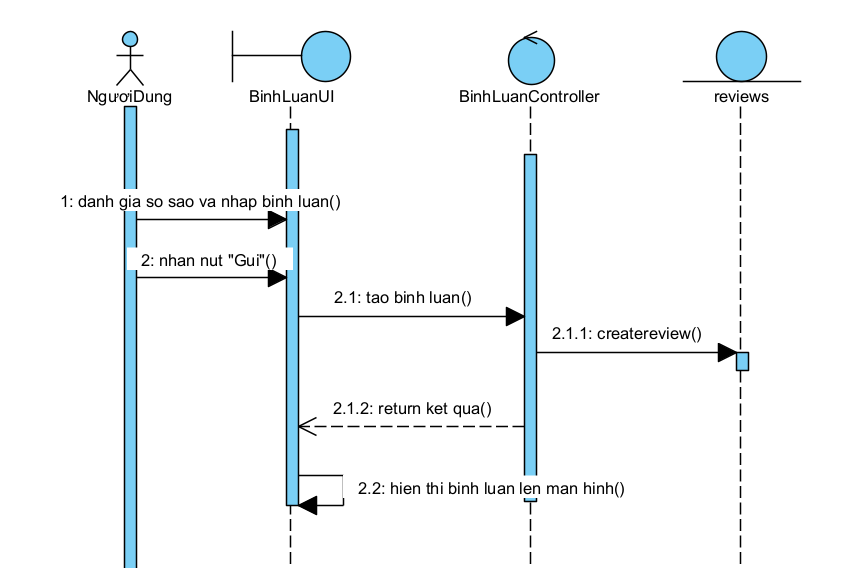 NgươiDung
BinhLuanUI
BinhLuanController
reviews
1: danh gia so sao va nhap binh luan()
2: nhan nut "Gui"()
2.1: tao binh luan()
2.1.1: createreview()
2.1.2: return ket qua()
2.2: hien thi binh luan len man hinh()